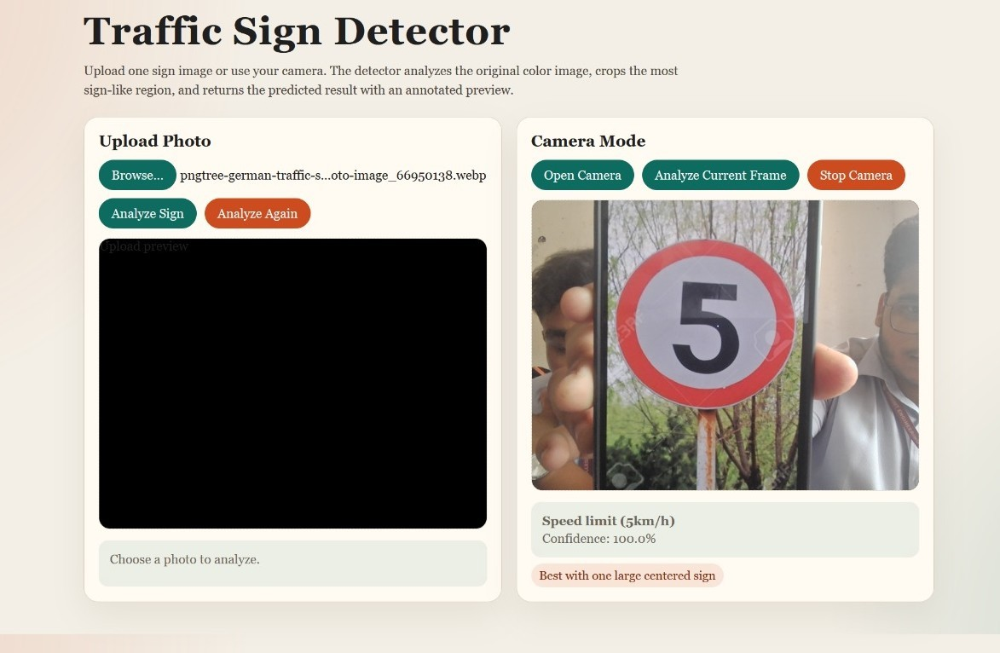 Traffic Sign Detector
Upload one sign image or use your camera. The detector analyzes the original color image, crops the most
sign-like region, and returns the predicted result with an annotated preview.
Upload Photo
Browse... pngtree-german-traffic-s...oto-image_66950138.webp
Analyze Sign Analyze Again
Upload preview
Choose a photo to analyze.
Camera Mode
Open Camera Analyze Current Frame Stop Camera
5
Speed limit (5km/h)
Confidence: 100.0%
Best with one large centered sign